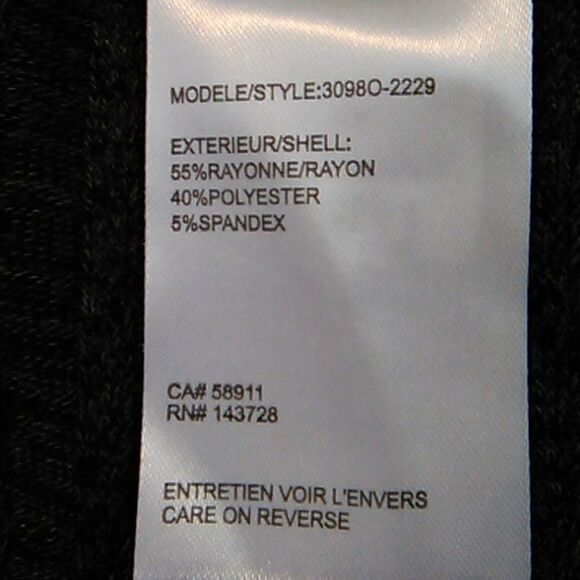 MODELE/STYLE:3098O-2229
EXTERIEUR/SHELL:
55%RAYONNE/RAYON
40%POLYESTER
5%SPANDEX
CA# 58911
RN# 143728
ENTRETIEN VOIR L'ENVERS
CARE ON REVERSE